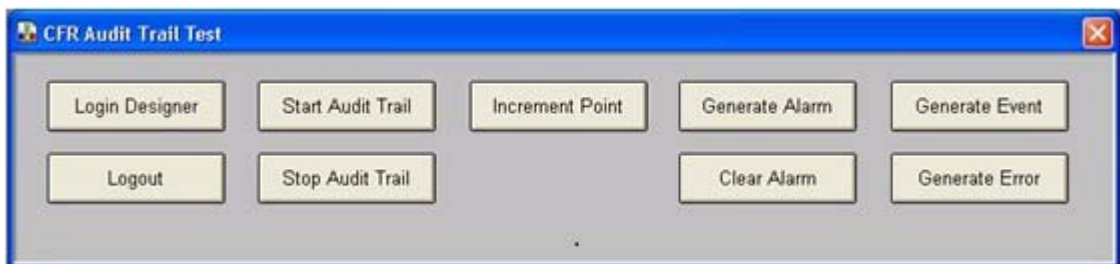 CFR Audit Trail Test
Login Designer
Start Audit Trail
Increment Point
Generate Alarm
Generate Event
Logout
Stop Audit Trail
Clear Alarm
Generate Error
.